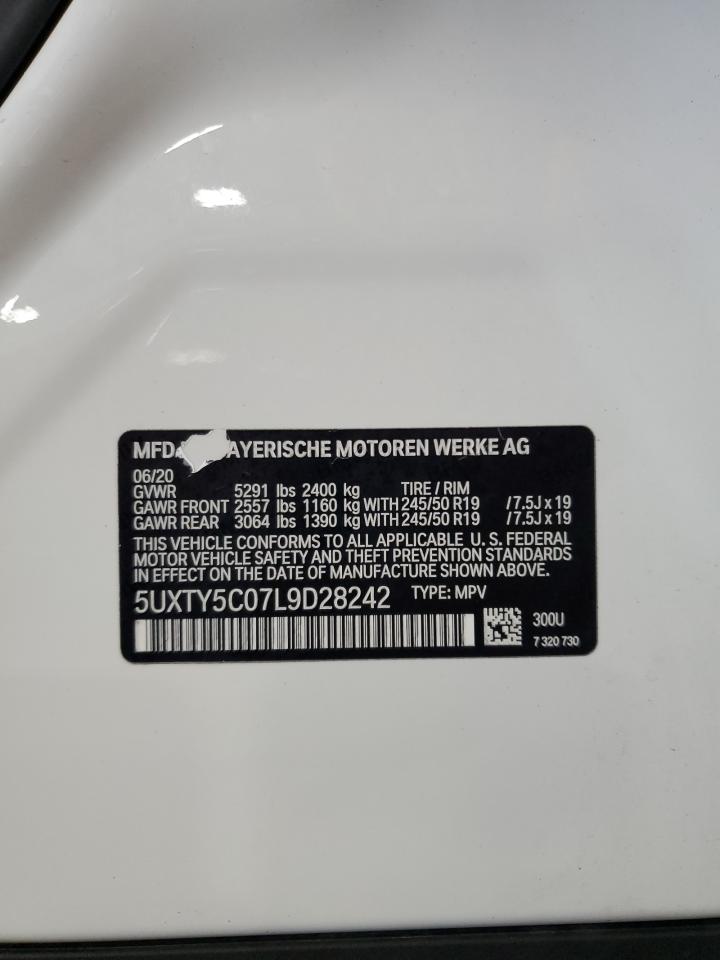 MFD. AYERISCHE MOTOREN WERKE AG
06/20
GVWR 5291 lbs 2400 kg TIRE / RIM
GAWR FRONT 2557 lbs 1160 kg WITH 245/50 R19 /7.5J x 19
GAWR REAR 3064 lbs 1390 kg WITH 245/50 R19 /7.5J x 19
THIS VEHICLE CONFORMS TO ALL APPLICABLE U. S. FEDERAL
MOTOR VEHICLE SAFETY AND THEFT PREVENTION STANDARDS
IN EFFECT ON THE DATE OF MANUFACTURE SHOWN ABOVE.
5UXTY5C07L9D28242 TYPE: MPV
300U
7 320 730